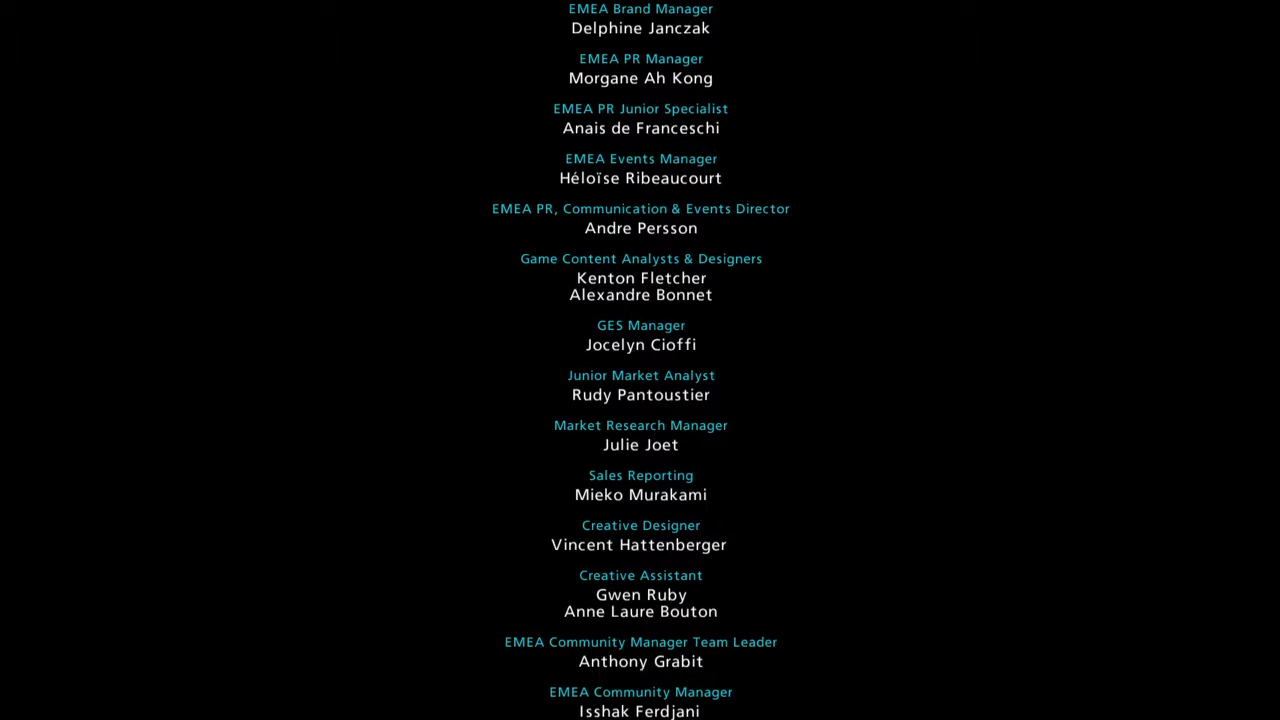 EMEA Brand Manager
Delphine Janczak
EMEA PR Manager
Morgane Ah Kong
EMEA PR Junior Specialist
Anais de Franceschi
EMEA Events Manager
Héloïse Ribeaucourt
EMEA PR, Communication & Events Director
Andre Persson
Game Content Analysts & Designers
Kenton Fletcher
Alexandre Bonnet
GES Manager
Jocelyn Cioffi
Junior Market Analyst
Rudy Pantoustier
Market Research Manager
Julie Joet
Sales Reporting
Mieko Murakami
Creative Designer
Vincent Hattenberger
Creative Assistant
Gwen Ruby
Anne Laure Bouton
EMEA Community Manager Team Leader
Anthony Grabit
EMEA Community Manager
Isshak Ferdjani